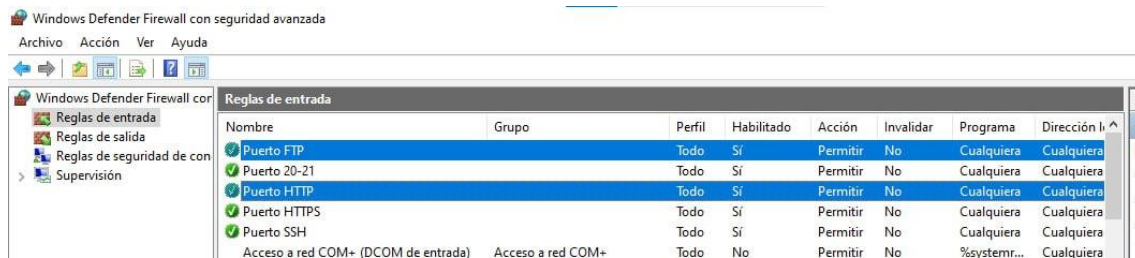 Windows Defender Firewall con seguridad avanzada
Archivo Acción Ver Ayuda
Windows Defender Firewall cor
Reglas de entrada
Reglas de salida
Reglas de seguridad de con
Supervisión
Reglas de entrada
Nombre Grupo Perfil Habilitado Acción Invalidar Programa Dirección l
Puerto FTP Todo Sí Permitir No Cualquiera Cualquiera
Puerto 20-21 Todo Sí Permitir No Cualquiera Cualquiera
Puerto HTTP Todo Sí Permitir No Cualquiera Cualquiera
Puerto HTTPS Todo Sí Permitir No Cualquiera Cualquiera
Puerto SSH Todo Sí Permitir No Cualquiera Cualquiera
Acceso a red COM+ (DCOM de entrada) Acceso a red COM+ Todo No Permitir No %systemr... Cualquiera